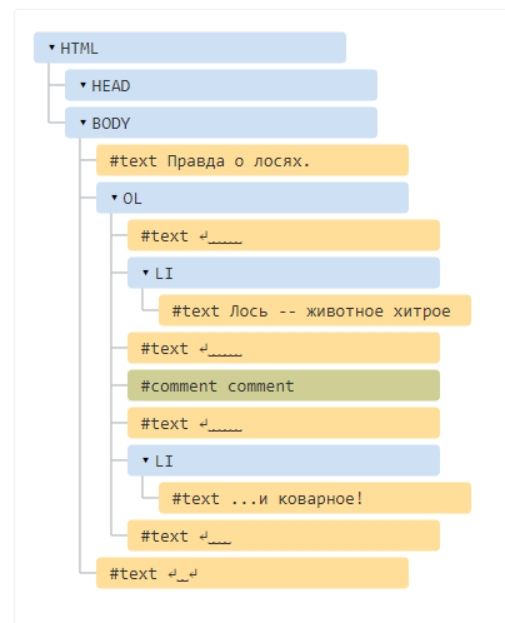 ▾ HTML
▾ HEAD
▾ BODY
#text Правда о лосях.
▾ OL
#text ↵␣␣␣␣␣␣
▾ LI
#text Лось -- животное хитрое
#text ↵␣␣␣␣␣␣
#comment comment
#text ↵␣␣␣␣␣␣
▾ LI
#text ...и коварное!
#text ↵␣␣␣␣
#text ↵␣␣↵